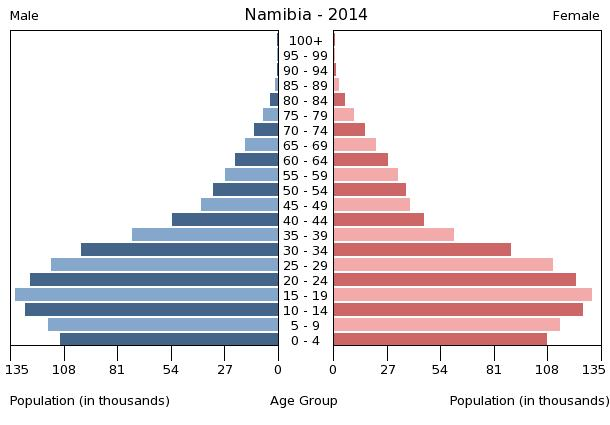 Namibia - 2014
Male
Female
100+
95 - 99
90 - 94
85 - 89
80 - 84
75 - 79
70 - 74
65 - 69
60 - 64
55 - 59
50 - 54
45 - 49
40 - 44
35 - 39
30 - 34
25 - 29
20 - 24
15 - 19
10 - 14
5 - 9
0 - 4
135 108 81 54 27 0 0 27 54 81 108 135
Population (in thousands) Age Group Population (in thousands)